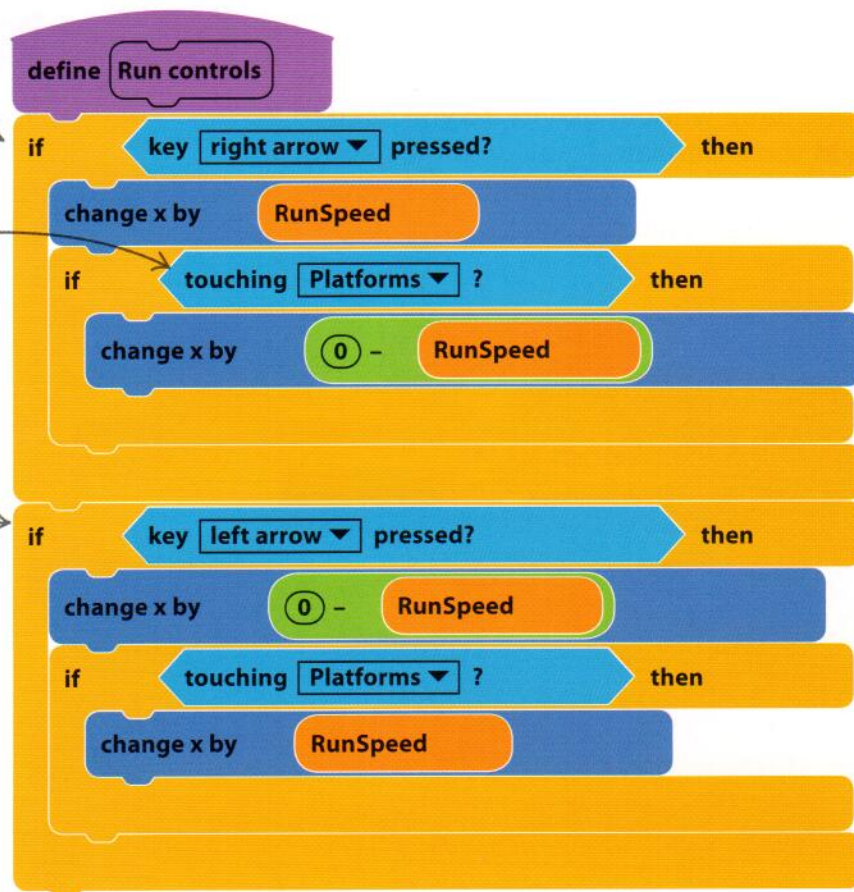 define Run controls
if key right arrow pressed? then
change x by RunSpeed
if touching Platforms ? then
change x by 0 – RunSpeed
if key left arrow pressed? then
change x by 0 – RunSpeed
if touching Platforms ? then
change x by RunSpeed